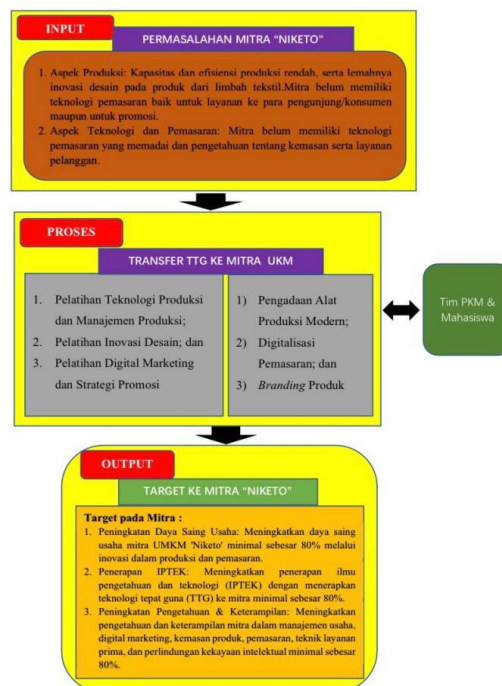 INPUT
PERMASALAHAN MITRA “NIKETO”
1. Aspek Produksi: Kapasitas dan efisiensi produksi rendah, serta lemahnya
inovasi desain pada produk dari limbah tekstil.Mitra belum memiliki
teknologi pemasaran baik untuk layanan ke para pengunjung/konsumen
maupun untuk promosi.
2. Aspek Teknologi dan Pemasaran: Mitra belum memiliki teknologi
pemasaran yang memadai dan pengetahuan tentang kemasan serta layanan
pelanggan.
PROSES
TRANSFER TTG KE MITRA UKM
1. Pelatihan Teknologi Produksi
dan Manajemen Produksi;
2. Pelatihan Inovasi Desain; dan
3. Pelatihan Digital Marketing
dan Strategi Promosi
1) Pengadaan Alat
Produksi Modern;
2) Digitalisasi
Pemasaran; dan
3) Branding Produk
Tim PKM &
Mahasiswa
OUTPUT
TARGET KE MITRA “NIKETO”
Target pada Mitra :
1. Peningkatan Daya Saing Usaha: Meningkatkan daya saing
usaha mitra UMKM 'Niketo' minimal sebesar 80% melalui
inovasi dalam produksi dan pemasaran.
2. Penerapan IPTEK: Meningkatkan penerapan ilmu
pengetahuan dan teknologi (IPTEK) dengan menerapkan
teknologi tepat guna (TTG) ke mitra minimal sebesar 80%.
3. Peningkatan Pengetahuan & Keterampilan: Meningkatkan
pengetahuan dan keterampilan mitra dalam manajemen usaha,
digital marketing, kemasan produk, pemasaran, teknik layanan
prima, dan perlindungan kekayaan intelektual minimal sebesar
80%.